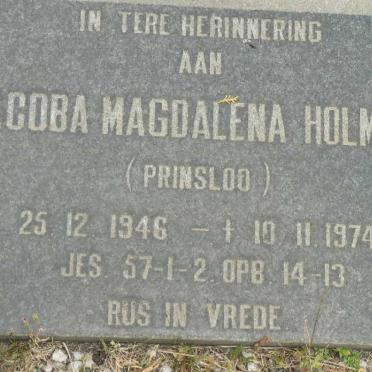 IN TERE HERINNERING
AAN
COBA MAGDALENA HOLM
(PRINSLOO)
25.12.1946 - † 10.11.1974
JES. 57-1-2. OPB. 14-13
RUS IN VREDE